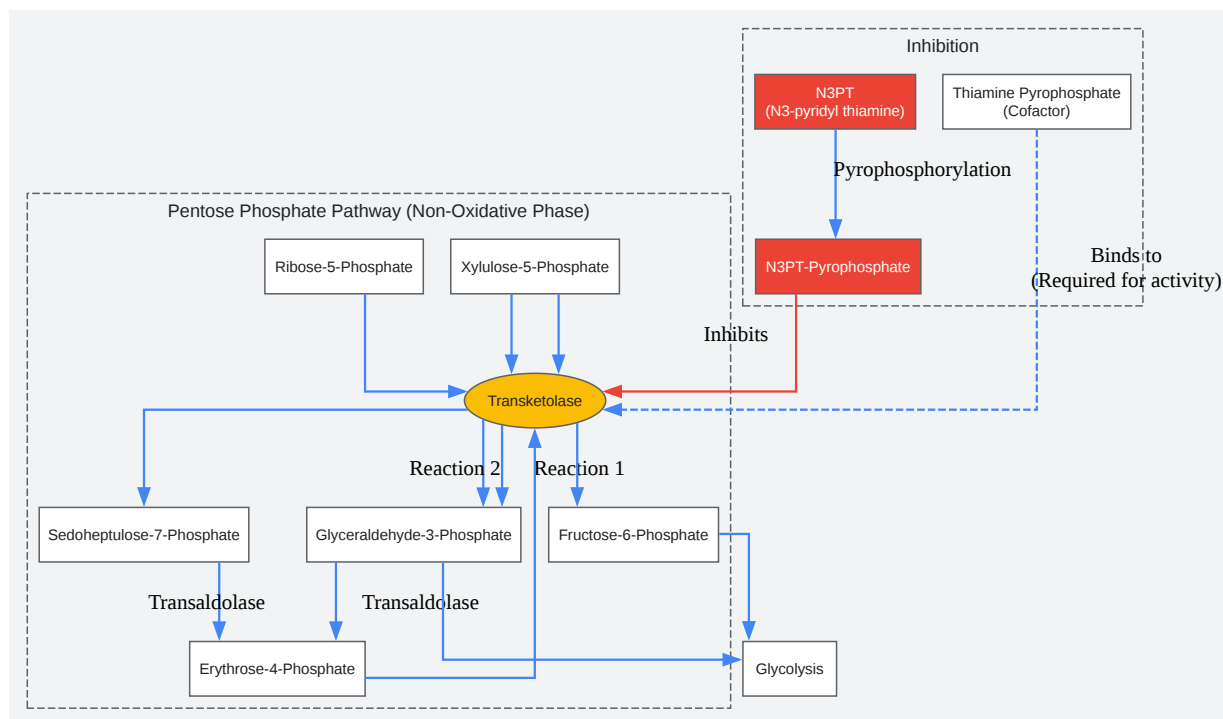 Inhibition
N3PT
(N3-pyridyl thiamine)
Thiamine Pyrophosphate
(Cofactor)
Pyrophosphorylation
Pentose Phosphate Pathway (Non-Oxidative Phase)
Ribose-5-Phosphate
Xylulose-5-Phosphate
N3PT-Pyrophosphate
Binds to
(Required for activity)
Inhibits
Transketolase
Reaction 2
Reaction 1
Sedoheptulose-7-Phosphate
Glyceraldehyde-3-Phosphate
Fructose-6-Phosphate
Transaldolase
Transaldolase
Erythrose-4-Phosphate
Glycolysis